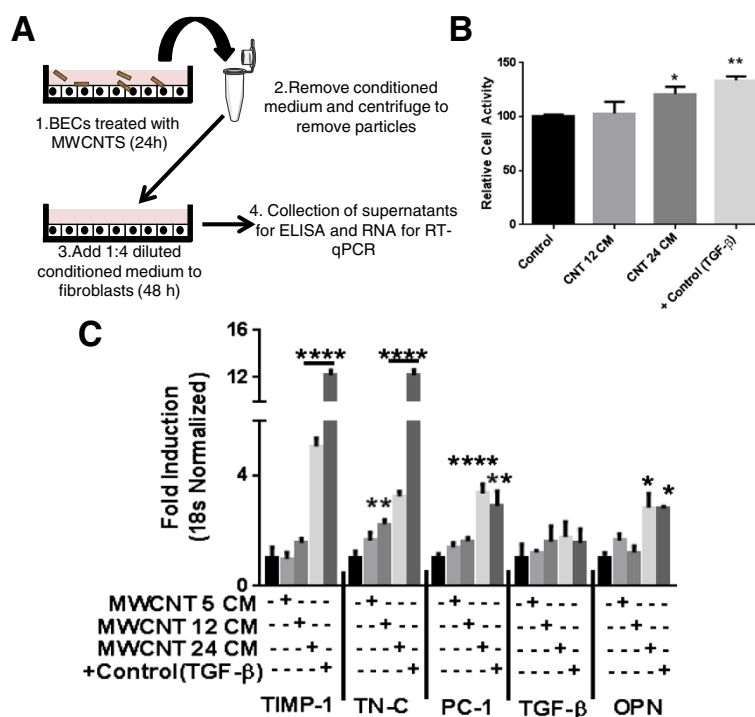 A
1.BECs treated with
MWCNTS (24h)
2.Remove conditioned
medium and centrifuge to
remove particles
3.Add 1:4 diluted
conditioned medium to
fibroblasts (48 h)
4. Collection of supernatants
for ELISA and RNA for RT-
qPCR
B
Relative Cell Activity
150
100
50
0
*
**
Control
CNT 12 CM
CNT 24 CM
+ Control (TGF-β)
C
Fold Induction
(18s Normalized)
16
12
4
0
****
****
**
****
**
*
*
MWCNT 5 CM - + - - - - + - - - - + - - - - + - - - - + - - -
MWCNT 12 CM - - + - - - - + - - - - + - - - - + - - - - + - -
MWCNT 24 CM - - - + - - - - + - - - - + - - - - + - - - - + -
+Control(TGF-β) - - - - + - - - - + - - - - + - - - - + - - - - +
TIMP-1 TN-C PC-1 TGF-β OPN